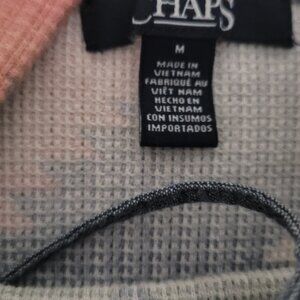 CHAPS
M
MADE IN
VIETNAM
FABRIQUÉ AU
VIÊT NAM
HECHO EN
VIETNAM
CON INSUMOS
IMPORTADOS